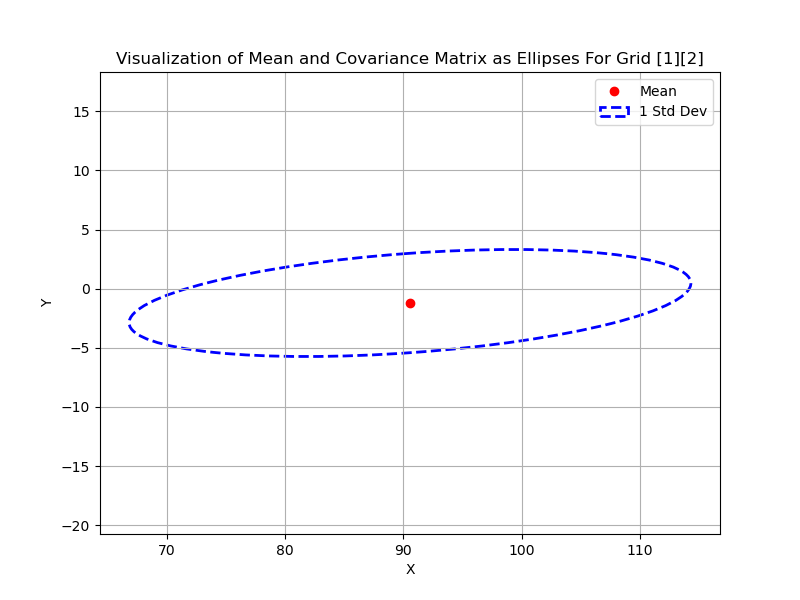 Visualization of Mean and Covariance Matrix as Ellipses For Grid [1][2]
Mean
1 Std Dev
15
10
5
0
−5
−10
−15
−20
Y
70
80
90
100
110
X